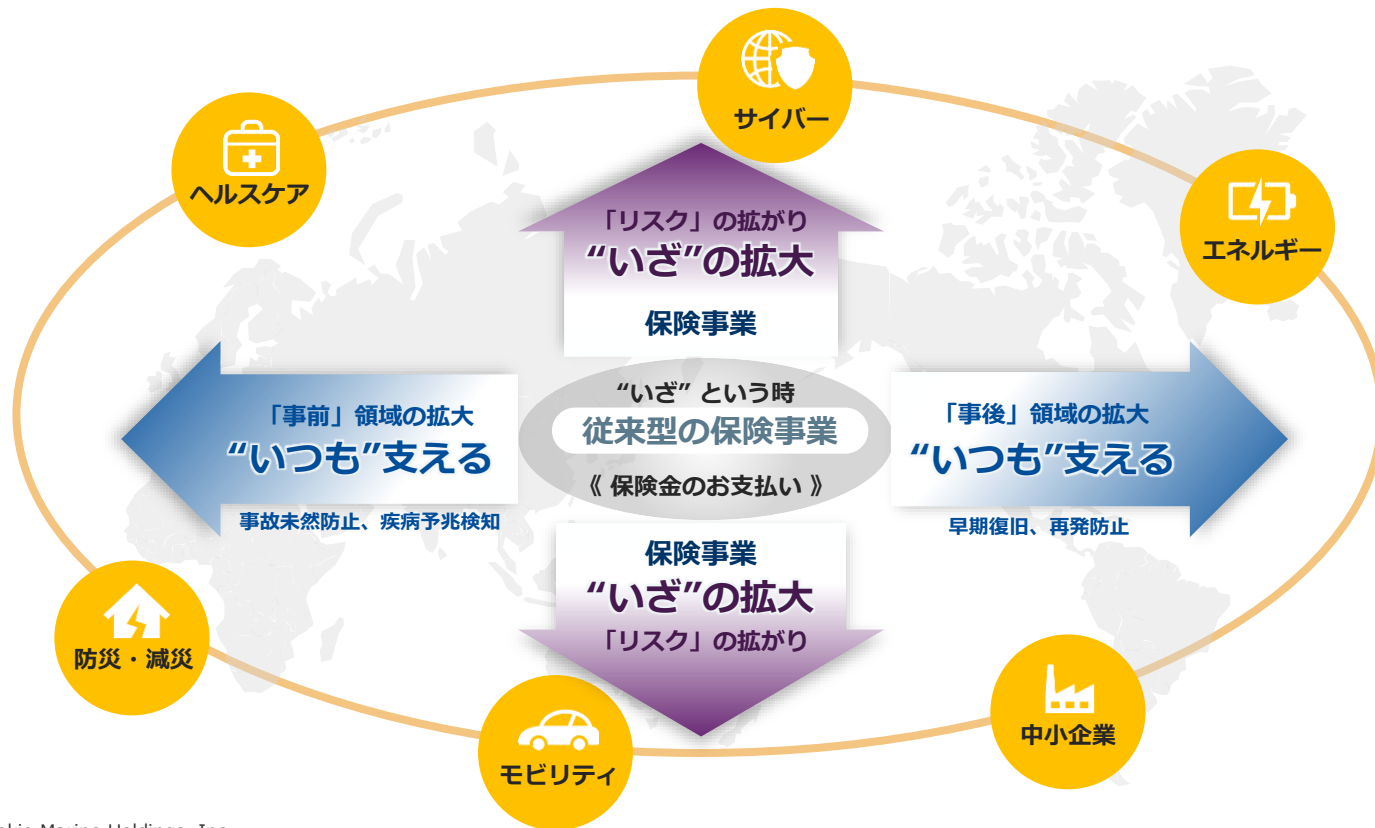 サイバー
ヘルスケア
エネルギー
「リスク」の拡がり
“いざ”の拡大
保険事業
“いざ” という時
従来型の保険事業
《 保険金のお支払い 》
「事前」領域の拡大
“いつも”支える
事故未然防止、疾病予兆検知
「事後」領域の拡大
“いつも”支える
早期復旧、再発防止
保険事業
“いざ”の拡大
「リスク」の拡がり
防災・減災
モビリティ
中小企業
Marine Holdings, Inc.